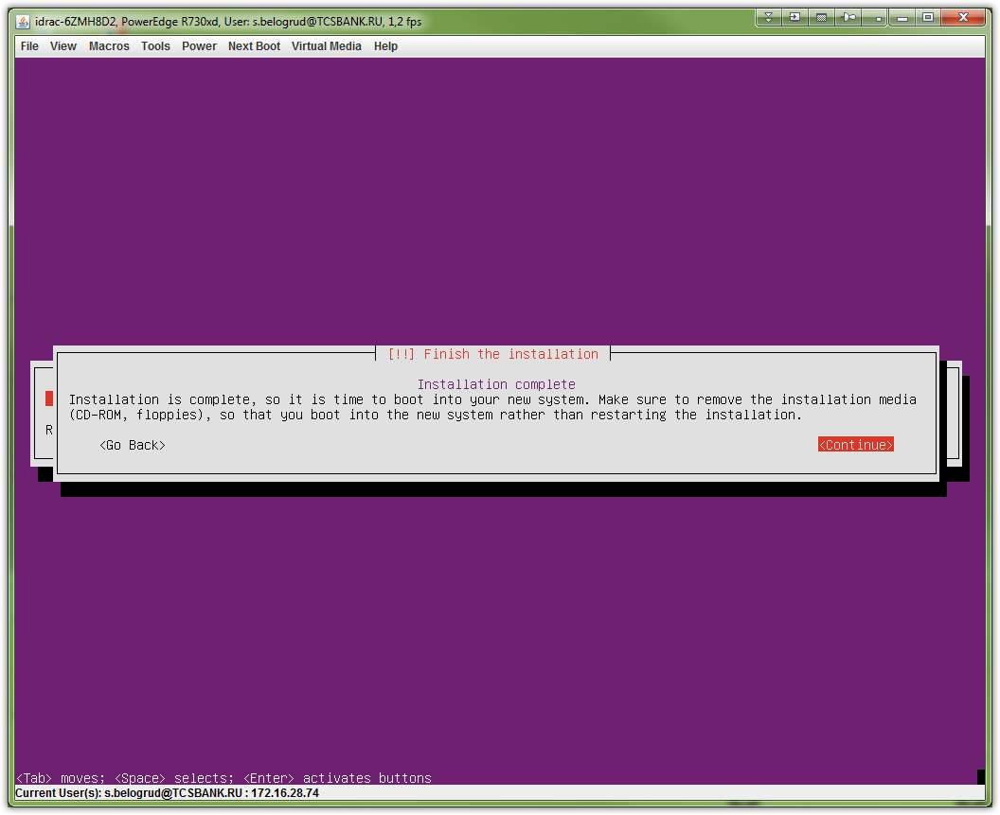 idrac-6ZMH8D2, PowerEdge R730xd, User: s.belogrud@TCSBANK.RU, 1,2 fps
File View Macros Tools Power Next Boot Virtual Media Help
[!!] Finish the installation
Installation complete
Installation is complete, so it is time to boot into your new system. Make sure to remove the installation media
(CD-ROM, floppies), so that you boot into the new system rather than restarting the installation.
R
<Go Back> <Continue>
<Tab> moves; <Space> selects; <Enter> activates buttons
Current User(s): s.belogrud@TCSBANK.RU : 172.16.28.74